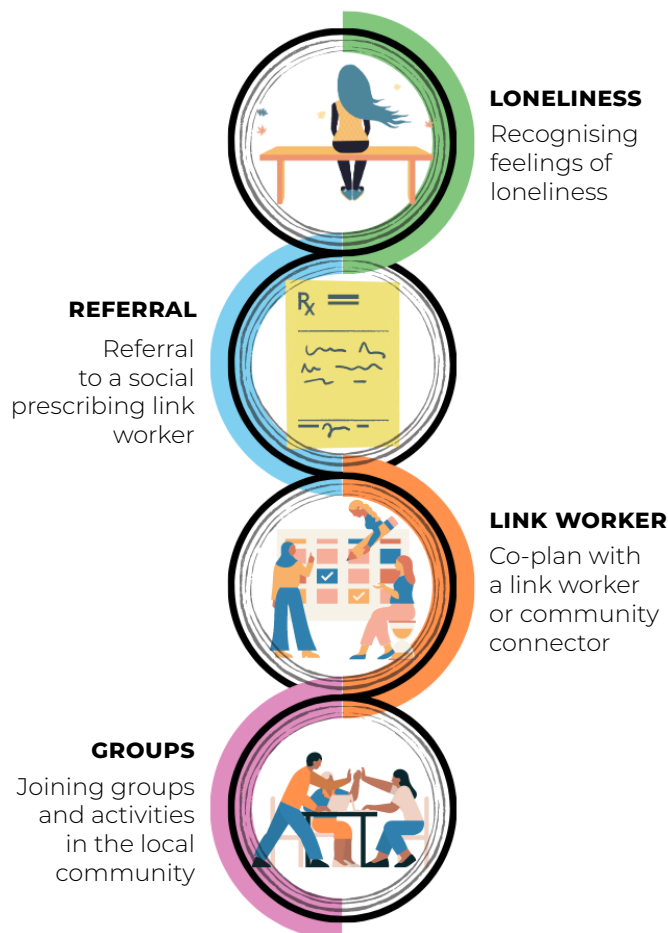 LONELINESS
Recognising
feelings of
loneliness
REFERRAL
Referral
to a social
prescribing link
worker
Rx
LINK WORKER
Co-plan with
a link worker
or community
connector
GROUPS
Joining groups
and activities
in the local
community